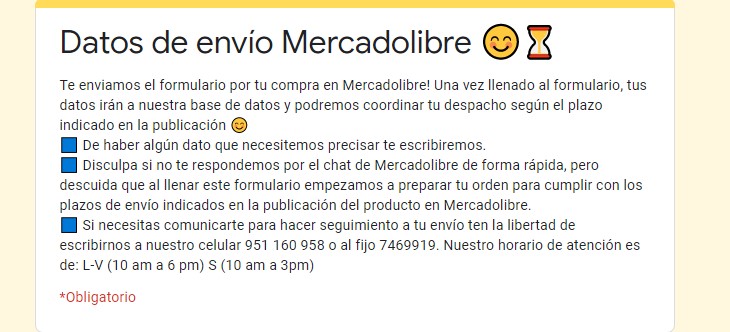 Datos de envío Mercadolibre 😊⏳
Te enviamos el formulario por tu compra en Mercadolibre! Una vez llenado al formulario, tus
datos irán a nuestra base de datos y podremos coordinar tu despacho según el plazo
indicado en la publicación 😊
🟦 De haber algún dato que necesitemos precisar te escribiremos.
🟦 Disculpa si no te respondemos por el chat de Mercadolibre de forma rápida, pero
descuida que al llenar este formulario empezamos a preparar tu orden para cumplir con los
plazos de envío indicados en la publicación del producto en Mercadolibre.
🟦 Si necesitas comunicarte para hacer seguimiento a tu envío ten la libertad de
escribirnos a nuestro celular 951 160 958 o al fijo 7469919. Nuestro horario de atención es
de: L-V (10 am a 6 pm) S (10 am a 3pm)
*Obligatorio